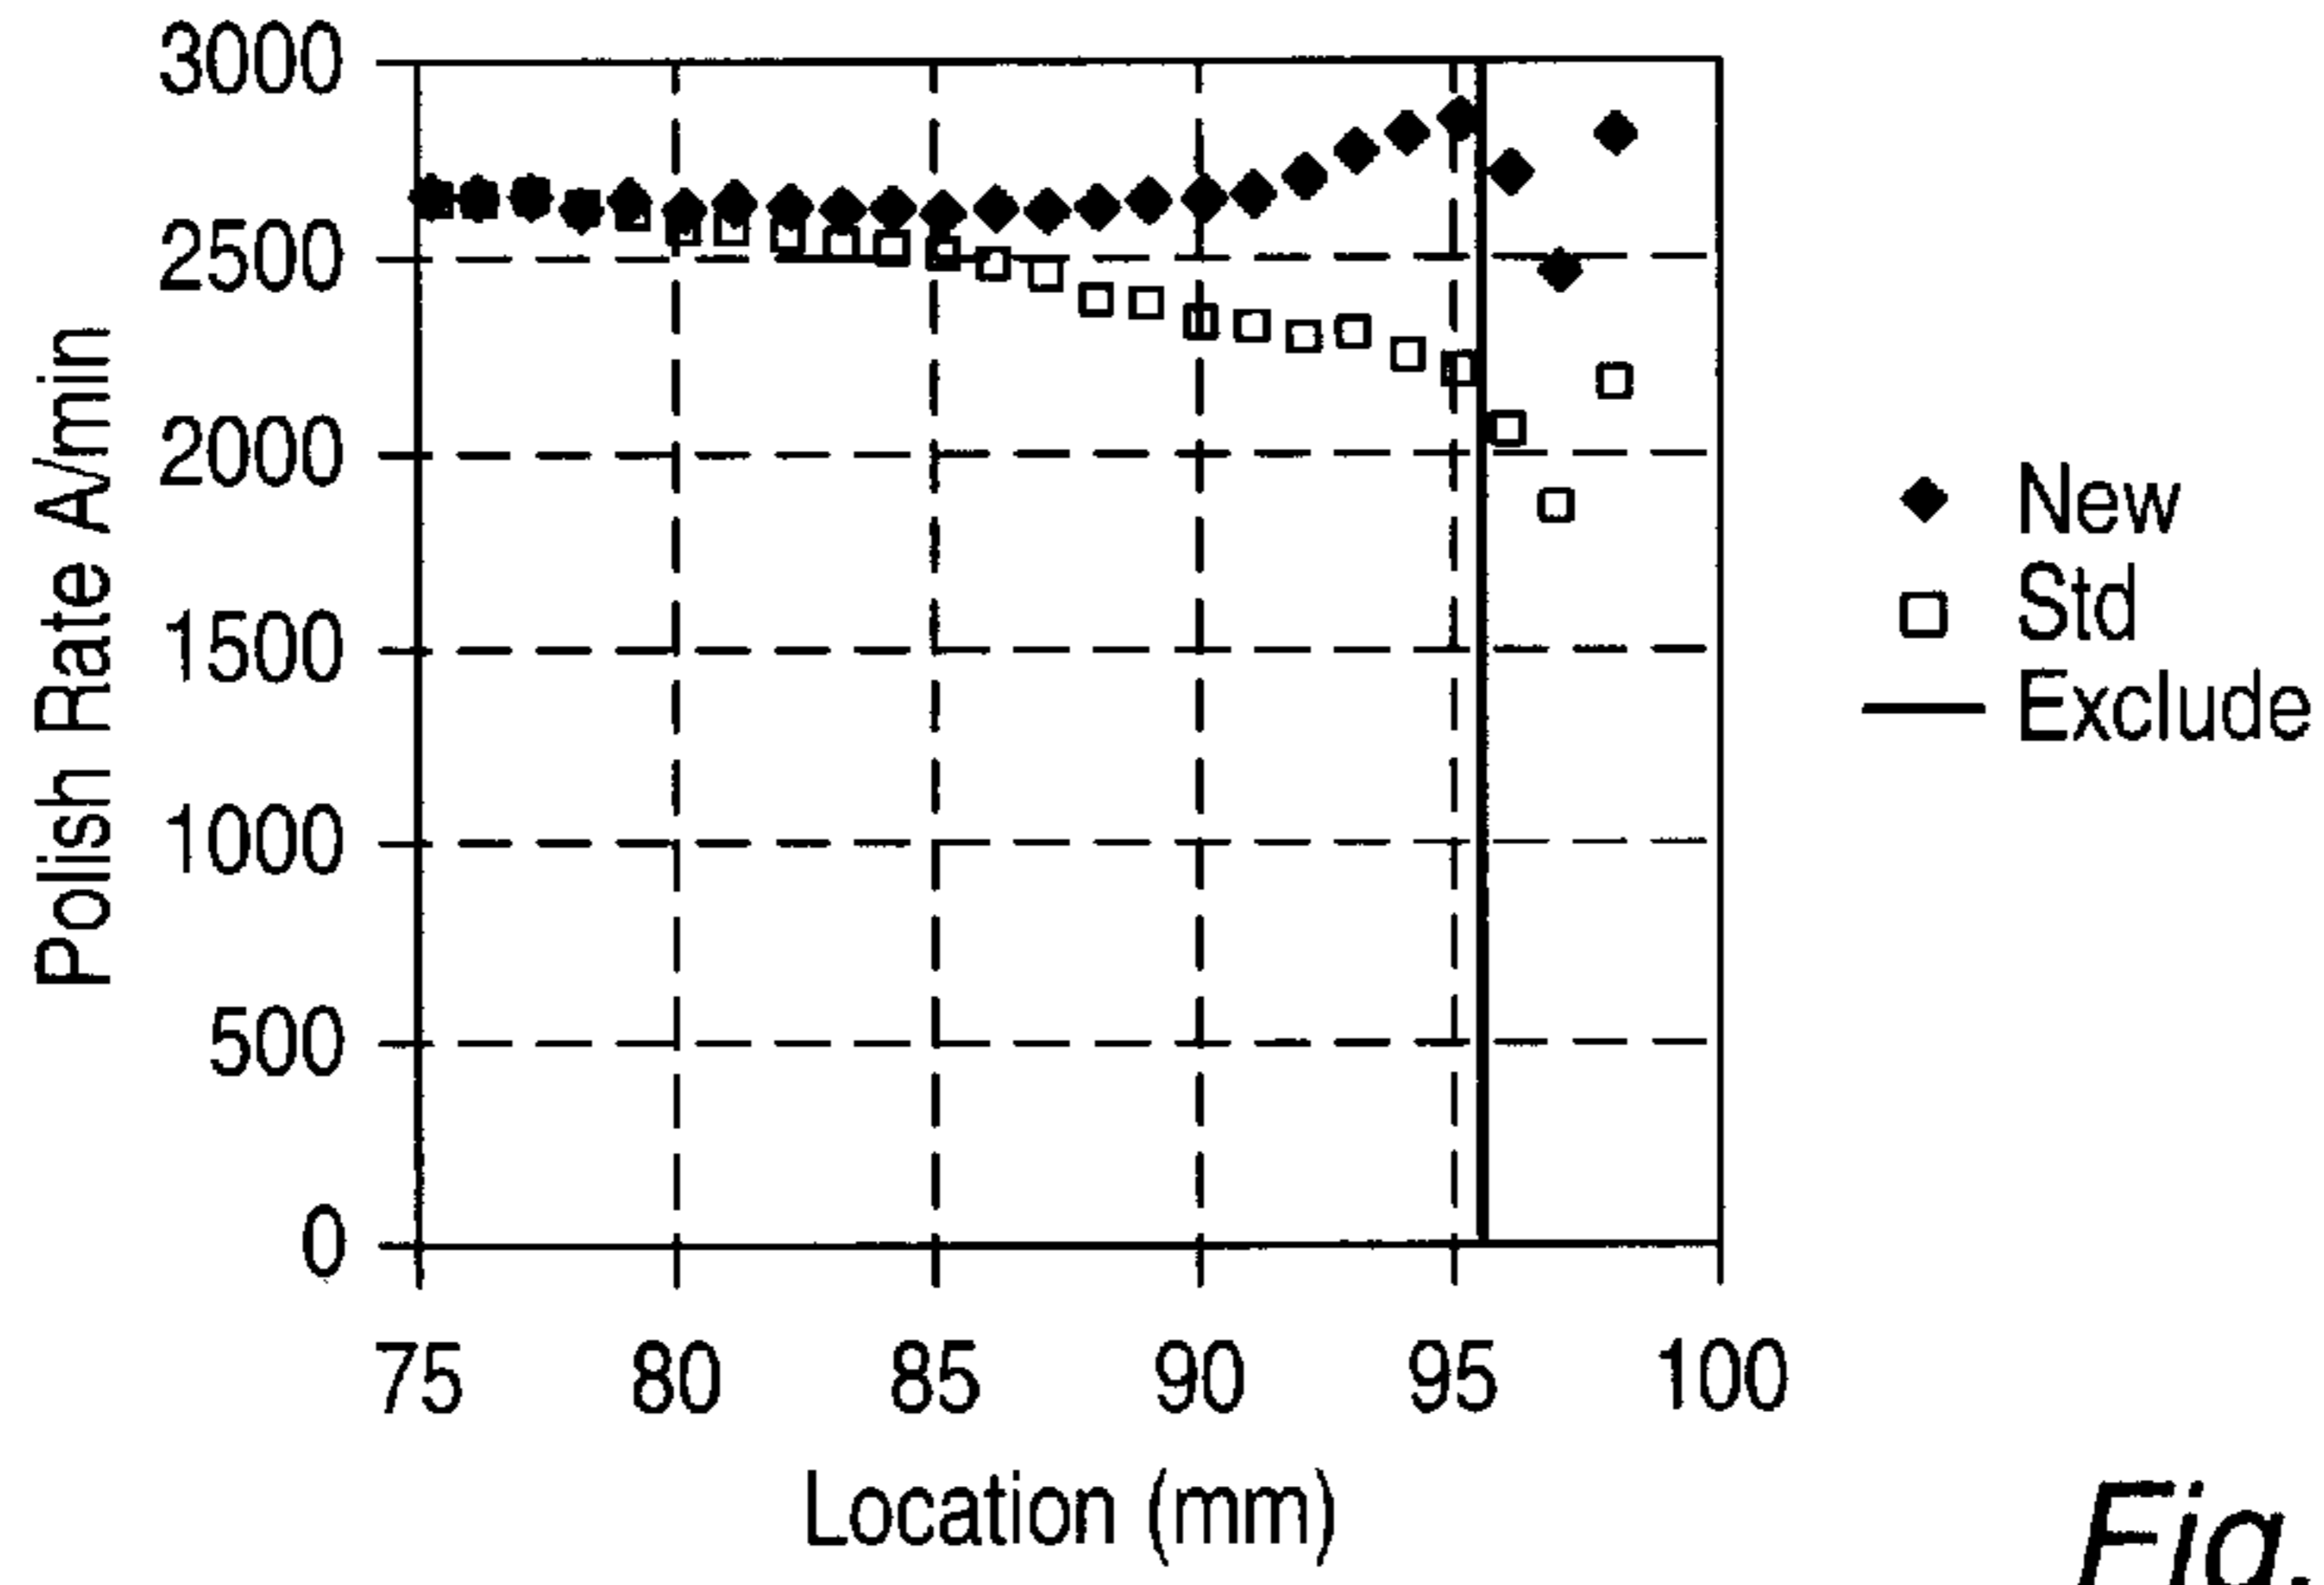 3000
2500
2000
1500
1000
500
0
Polish Rate A/min
75 80 85 90 95 100
Location (mm)
New
Std
Exclude
Fig.